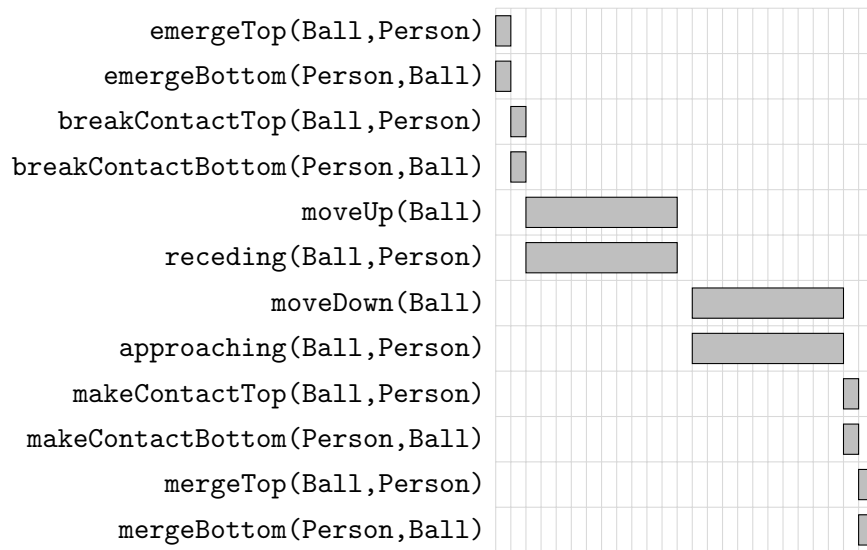 emergeTop(Ball,Person)
emergeBottom(Person,Ball)
breakContactTop(Ball,Person)
breakContactBottom(Person,Ball)
moveUp(Ball)
receding(Ball,Person)
moveDown(Ball)
approaching(Ball,Person)
makeContactTop(Ball,Person)
makeContactBottom(Person,Ball)
mergeTop(Ball,Person)
mergeBottom(Person,Ball)